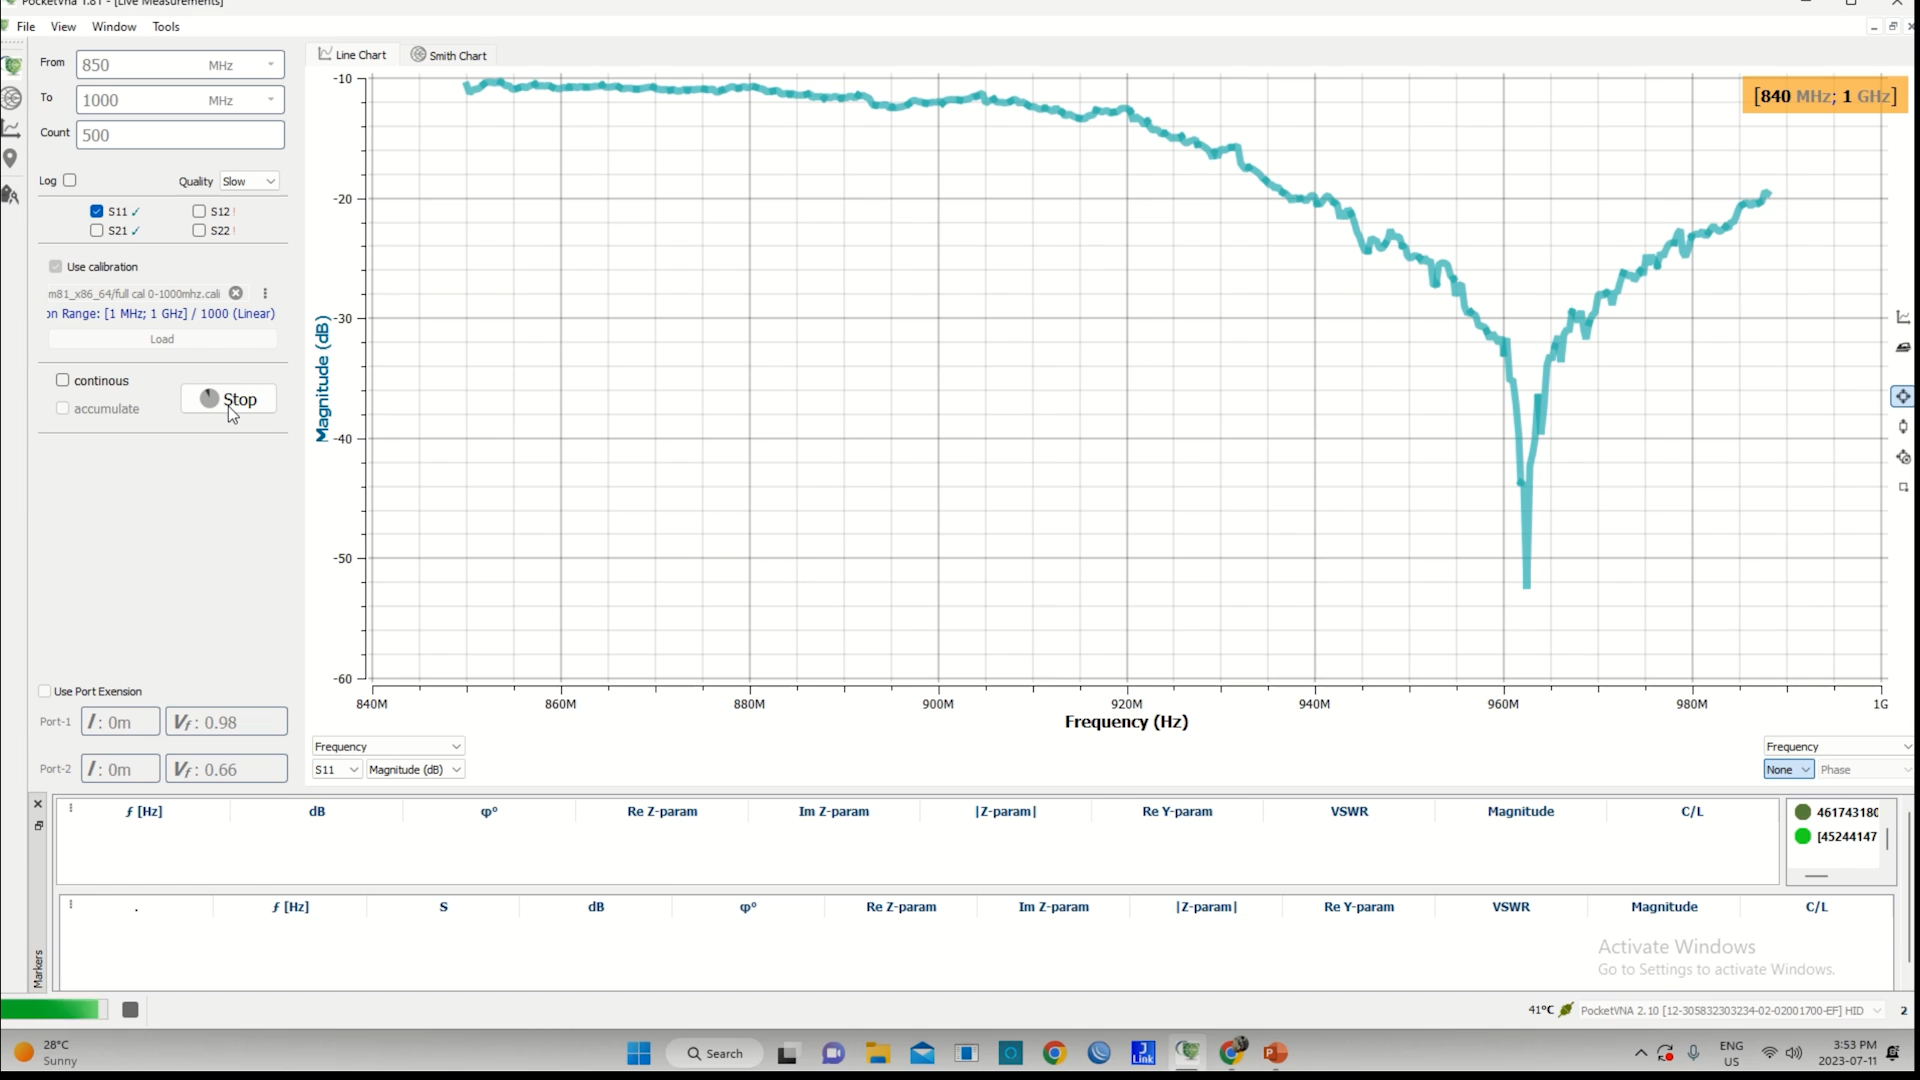 PocketVna 1.81 - [Live Measurements]
File View Window Tools
From 850 MHz
To 1000 MHz
Count 500
Log Quality Slow
S11 ✓ S12 !
S21 ✓ S22 !
Use calibration
m81_x86_64/full cal 0-1000mhz.cali
on Range: [1 MHz; 1 GHz] / 1000 (Linear)
Load
continous
accumulate
Stop
Use Port Exension
Port-1 l : 0m Vf : 0.98
Port-2 l : 0m Vf : 0.66
Line Chart Smith Chart
[840 MHz; 1 GHz]
-10
-20
-30
-40
-50
-60
Magnitude (dB)
840M 860M 880M 900M 920M 940M 960M 980M 1G
Frequency (Hz)
Frequency
S11 Magnitude (dB)
Frequency
None Phase
f [Hz] dB φ° Re Z-param Im Z-param |Z-param| Re Y-param VSWR Magnitude C/L
461743180
[45244147
. f [Hz] S dB φ° Re Z-param Im Z-param |Z-param| Re Y-param VSWR Magnitude C/L
Markers
Activate Windows
Go to Settings to activate Windows.
41°C PocketVNA 2.10 [12-305832303234-02-02001700-EF] HID 2
28°C
Sunny
Search
J
Link
ENG
US
3:53 PM
2023-07-11